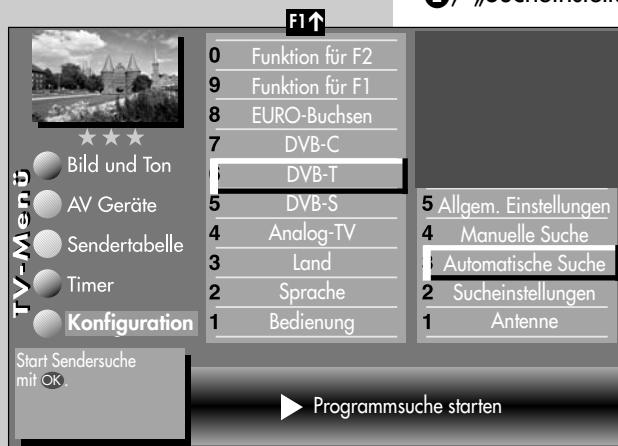 F1↑
0 Funktion für F2
9 Funktion für F1
8 EURO-Buchsen
7 DVB-C
DVB-T
5 DVB-S
4 Analog-TV
3 Land
2 Sprache
1 Bedienung
TV-Menü
Bild und Ton
AV Geräte
Sendertabelle
Timer
Konfiguration
5 Allgem. Einstellungen
4 Manuelle Suche
3 Automatische Suche
2 Sucheinstellungen
1 Antenne
Start Sendersuche
mit OK.
Programmsuche starten